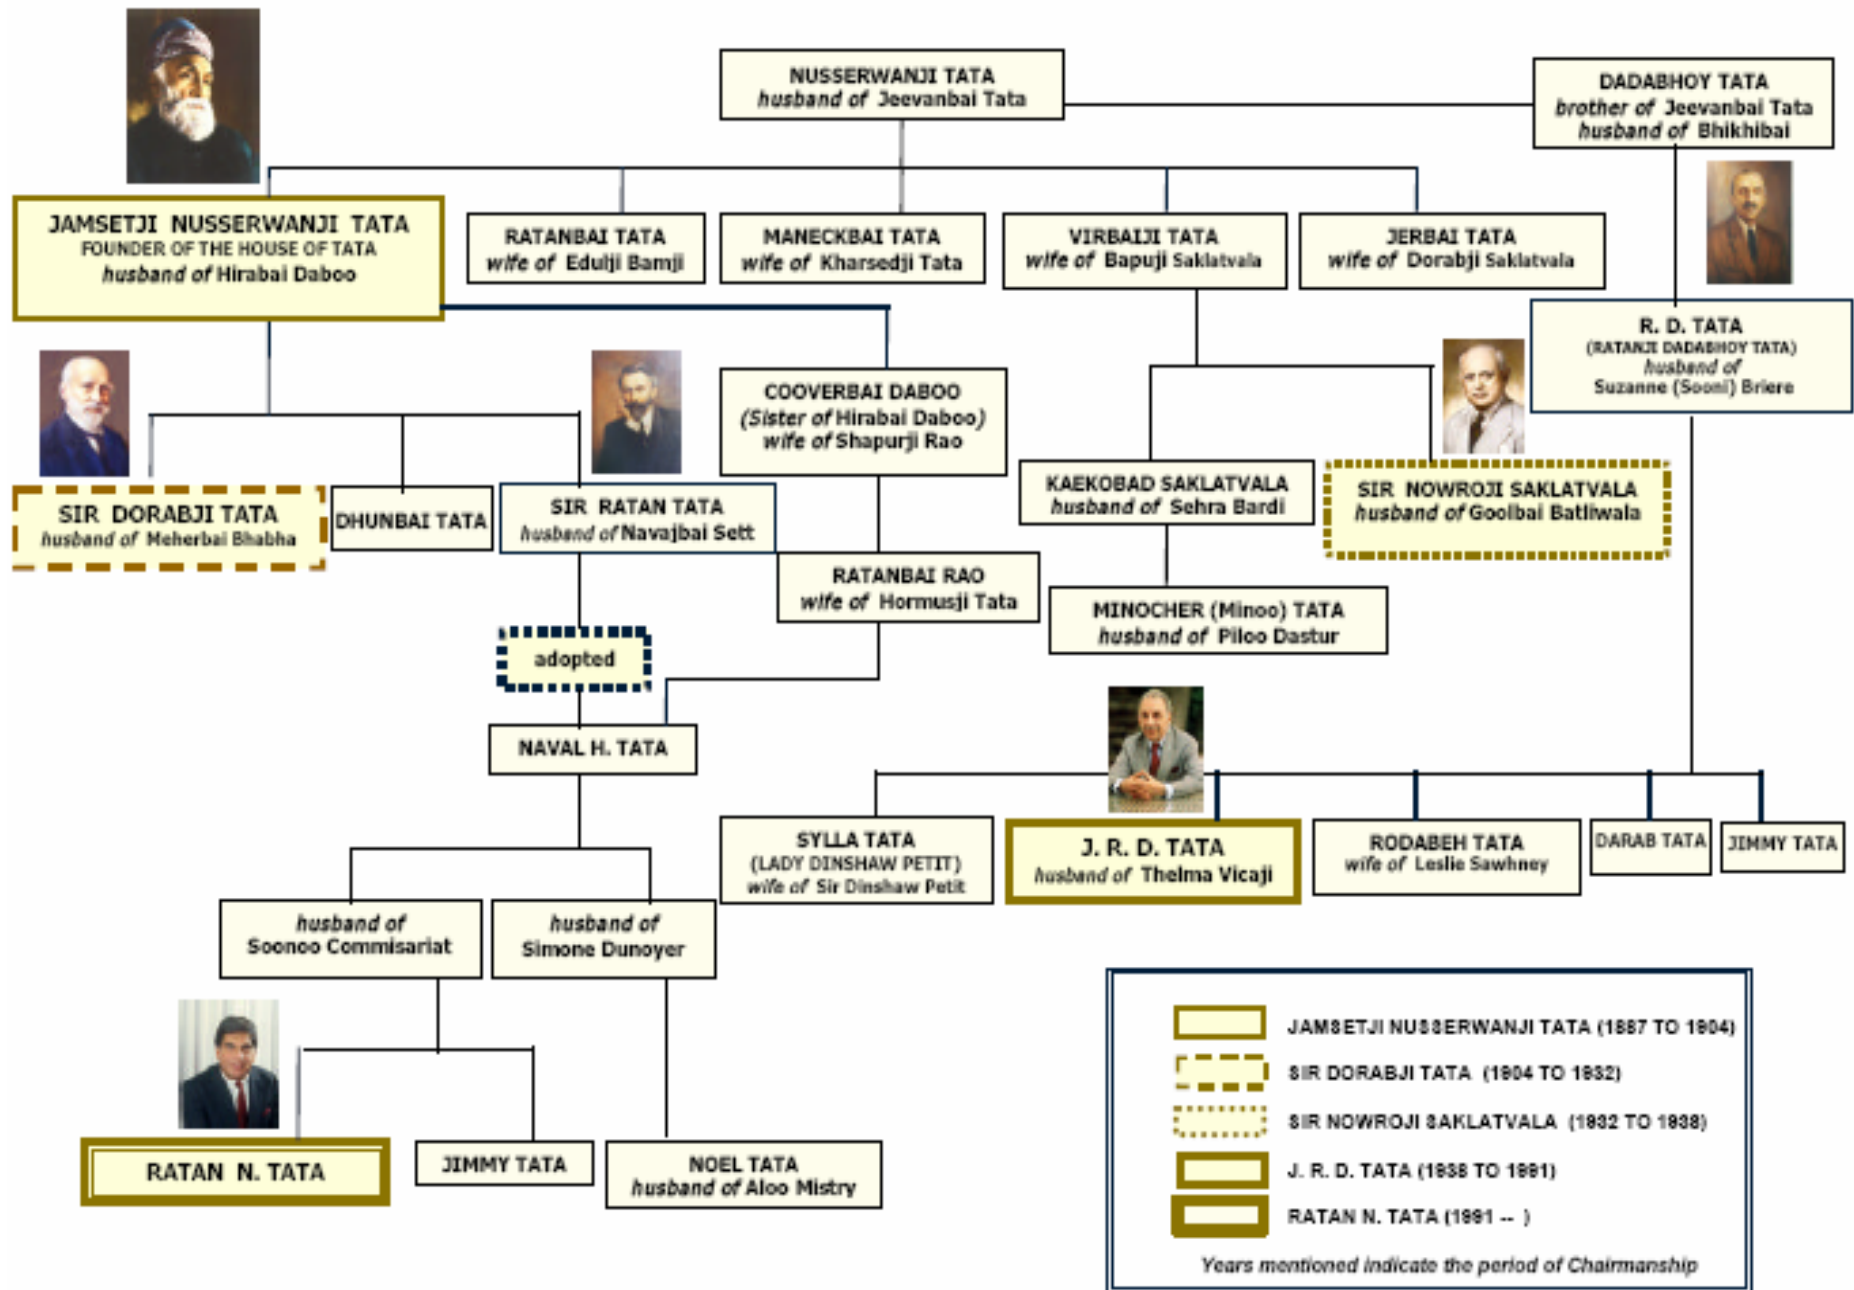 NUSSERWANJI TATA
husband of Jeevanbai Tata
DADABHOY TATA
brother of Jeevanbai Tata
husband of Bhikhibai
JAMSETJI NUSSERWANJI TATA
FOUNDER OF THE HOUSE OF TATA
husband of Hirabai Daboo
RATANBAI TATA
wife of Edulji Bamji
MANECKBAI TATA
wife of Kharsedji Tata
VIRBAIJI TATA
wife of Bapuji Saklatvala
JERBAI TATA
wife of Dorabji Saklatvala
R. D. TATA
(RATANJI DADABHOY TATA)
husband of
Suzanne (Sooni) Briere
COOVERBAI DABOO
(Sister of Hirabai Daboo)
wife of Shapurji Rao
SIR DORABJI TATA
husband of Meherbai Bhabha
DHUNBAI TATA
SIR RATAN TATA
husband of Navajbai Sett
KAEKOBAD SAKLATVALA
husband of Sehra Bardi
SIR NOWROJI SAKLATVALA
husband of Goolbai Batliwala
RATANBAI RAO
wife of Hormusji Tata
MINOCHER (Minoo) TATA
husband of Piloo Dastur
adopted
NAVAL H. TATA
SYLLA TATA
(LADY DINSHAW PETIT)
wife of Sir Dinshaw Petit
J. R. D. TATA
husband of Thelma Vicaji
RODABEH TATA
wife of Leslie Sawhney
DARAB TATA
JIMMY TATA
husband of
Soonoo Commisariat
husband of
Simone Dunoyer
RATAN N. TATA
JIMMY TATA
NOEL TATA
husband of Aloo Mistry
JAMSETJI NUSSERWANJI TATA (1887 TO 1904)
SIR DORABJI TATA (1904 TO 1932)
SIR NOWROJI SAKLATVALA (1932 TO 1938)
J. R. D. TATA (1938 TO 1991)
RATAN N. TATA (1991 -- )
Years mentioned indicate the period of Chairmanship